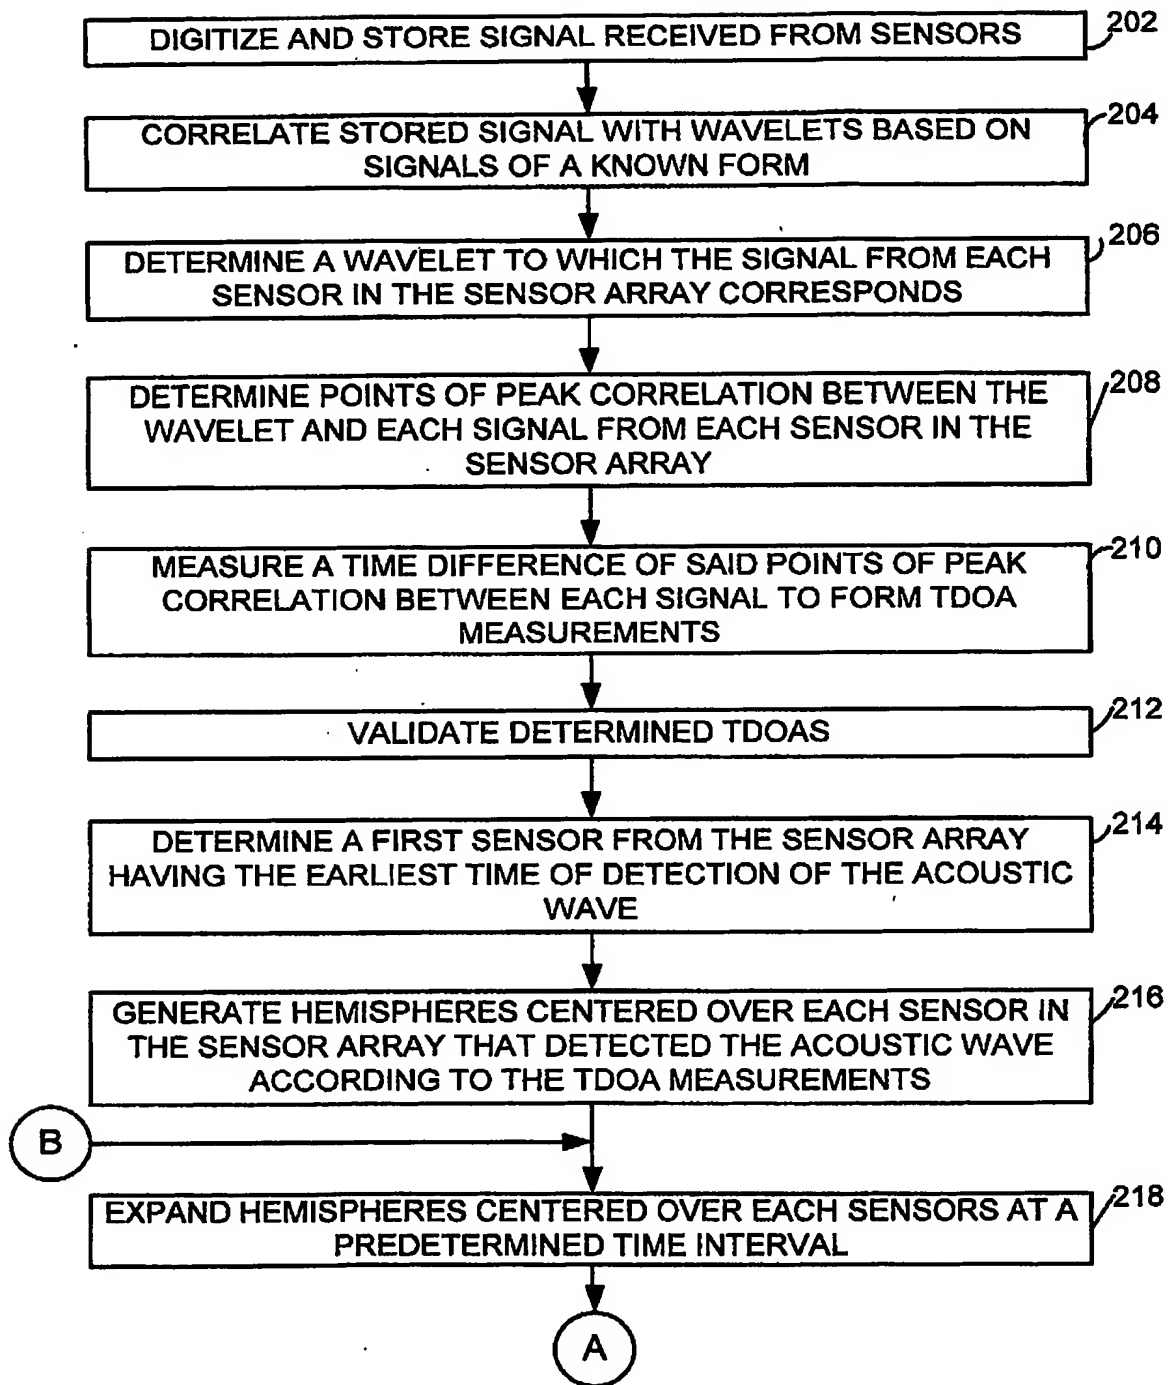 DIGITIZE AND STORE SIGNAL RECEIVED FROM SENSORS
202
CORRELATE STORED SIGNAL WITH WAVELETS BASED ON
SIGNALS OF A KNOWN FORM
204
DETERMINE A WAVELET TO WHICH THE SIGNAL FROM EACH
SENSOR IN THE SENSOR ARRAY CORRESPONDS
206
DETERMINE POINTS OF PEAK CORRELATION BETWEEN THE
WAVELET AND EACH SIGNAL FROM EACH SENSOR IN THE
SENSOR ARRAY
208
MEASURE A TIME DIFFERENCE OF SAID POINTS OF PEAK
CORRELATION BETWEEN EACH SIGNAL TO FORM TDOA
MEASUREMENTS
210
VALIDATE DETERMINED TDOAS
212
DETERMINE A FIRST SENSOR FROM THE SENSOR ARRAY
HAVING THE EARLIEST TIME OF DETECTION OF THE ACOUSTIC
WAVE
214
GENERATE HEMISPHERES CENTERED OVER EACH SENSOR IN
THE SENSOR ARRAY THAT DETECTED THE ACOUSTIC WAVE
ACCORDING TO THE TDOA MEASUREMENTS
216
B
EXPAND HEMISPHERES CENTERED OVER EACH SENSORS AT A
PREDETERMINED TIME INTERVAL
218
A